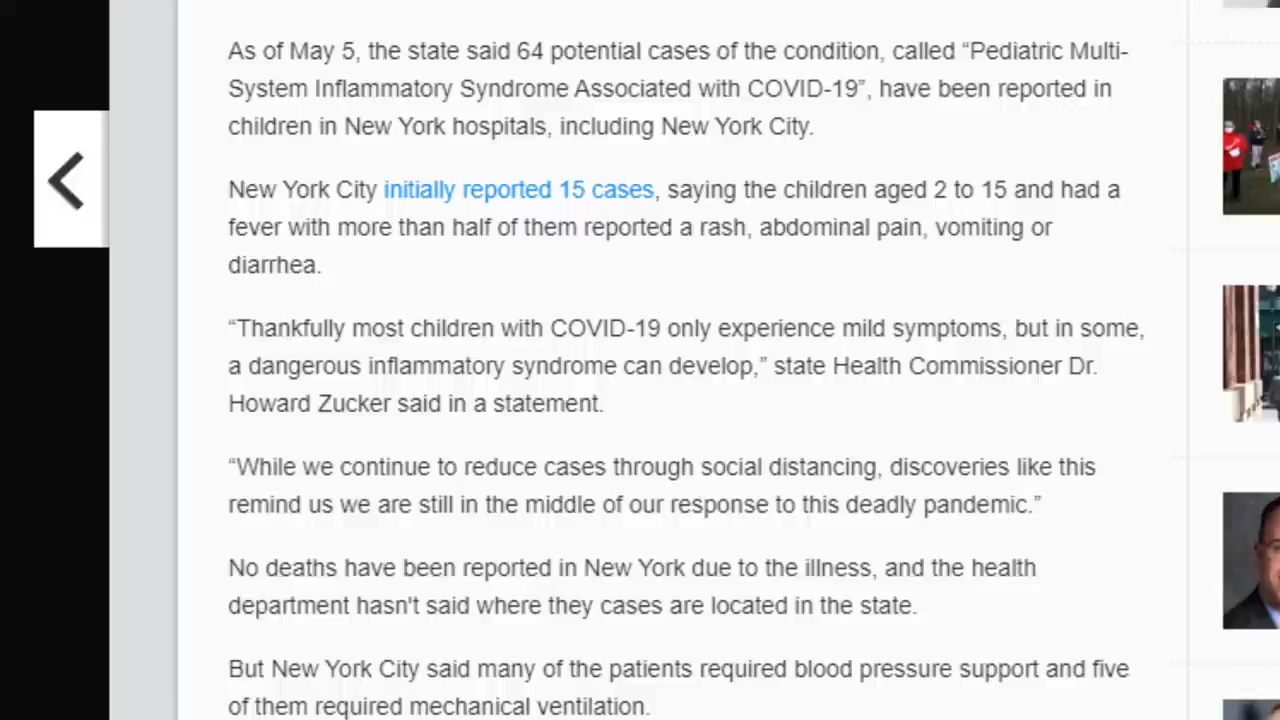 As of May 5, the state said 64 potential cases of the condition, called “Pediatric Multi-
System Inflammatory Syndrome Associated with COVID-19”, have been reported in
children in New York hospitals, including New York City.
New York City initially reported 15 cases, saying the children aged 2 to 15 and had a
fever with more than half of them reported a rash, abdominal pain, vomiting or
diarrhea.
“Thankfully most children with COVID-19 only experience mild symptoms, but in some,
a dangerous inflammatory syndrome can develop,” state Health Commissioner Dr.
Howard Zucker said in a statement.
“While we continue to reduce cases through social distancing, discoveries like this
remind us we are still in the middle of our response to this deadly pandemic.”
No deaths have been reported in New York due to the illness, and the health
department hasn't said where they cases are located in the state.
But New York City said many of the patients required blood pressure support and five
of them required mechanical ventilation.